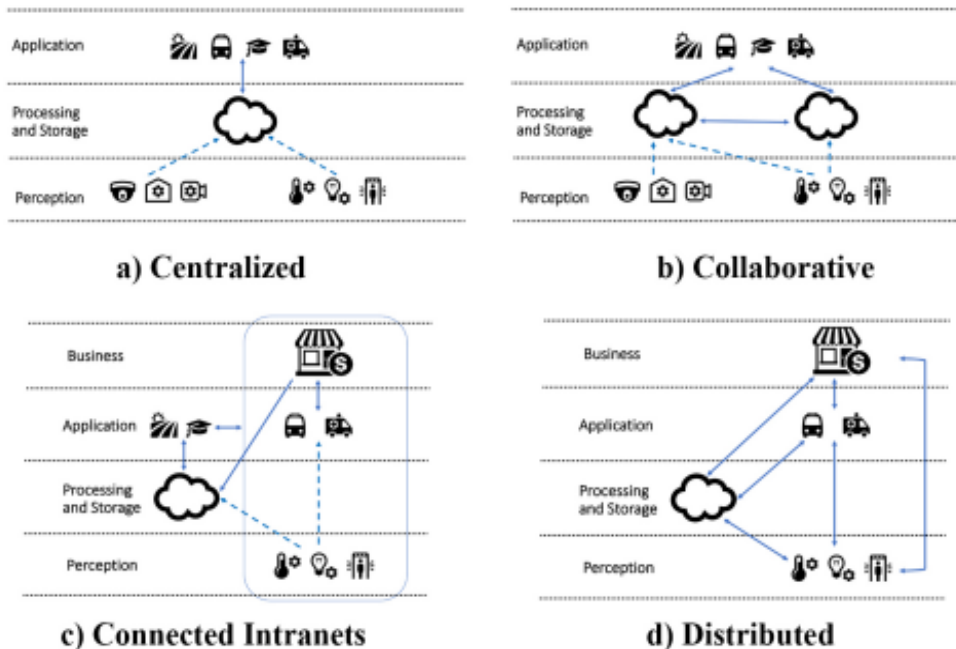 Application
Processing
and Storage
Perception
a) Centralized
Application
Processing
and Storage
Perception
b) Collaborative
Business
Application
Processing
and Storage
Perception
c) Connected Intranets
Business
Application
Processing
and Storage
Perception
d) Distributed